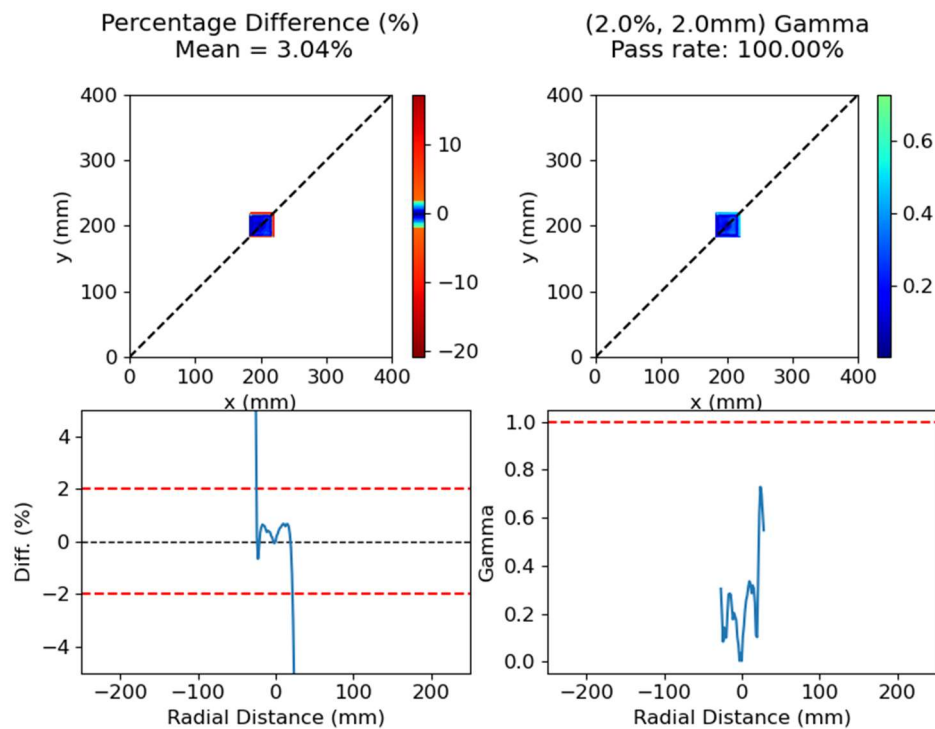 Percentage Difference (%)
Mean = 3.04%
(2.0%, 2.0mm) Gamma
Pass rate: 100.00%
400
300
200
100
0
y (mm)
0 100 200 300 400
x (mm)
10
0
−10
−20
400
300
200
100
0
y (mm)
0 100 200 300 400
x (mm)
0.6
0.4
0.2
4
2
0
−2
−4
Diff. (%)
−200 −100 0 100 200
Radial Distance (mm)
1.0
0.8
0.6
0.4
0.2
0.0
Gamma
−200 −100 0 100 200
Radial Distance (mm)